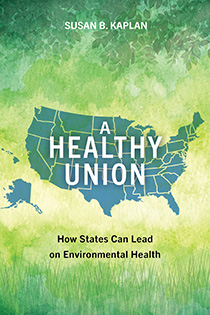 SUSAN B. KAPLAN
A
HEALTHY
UNION
How States Can Lead
on Environmental Health